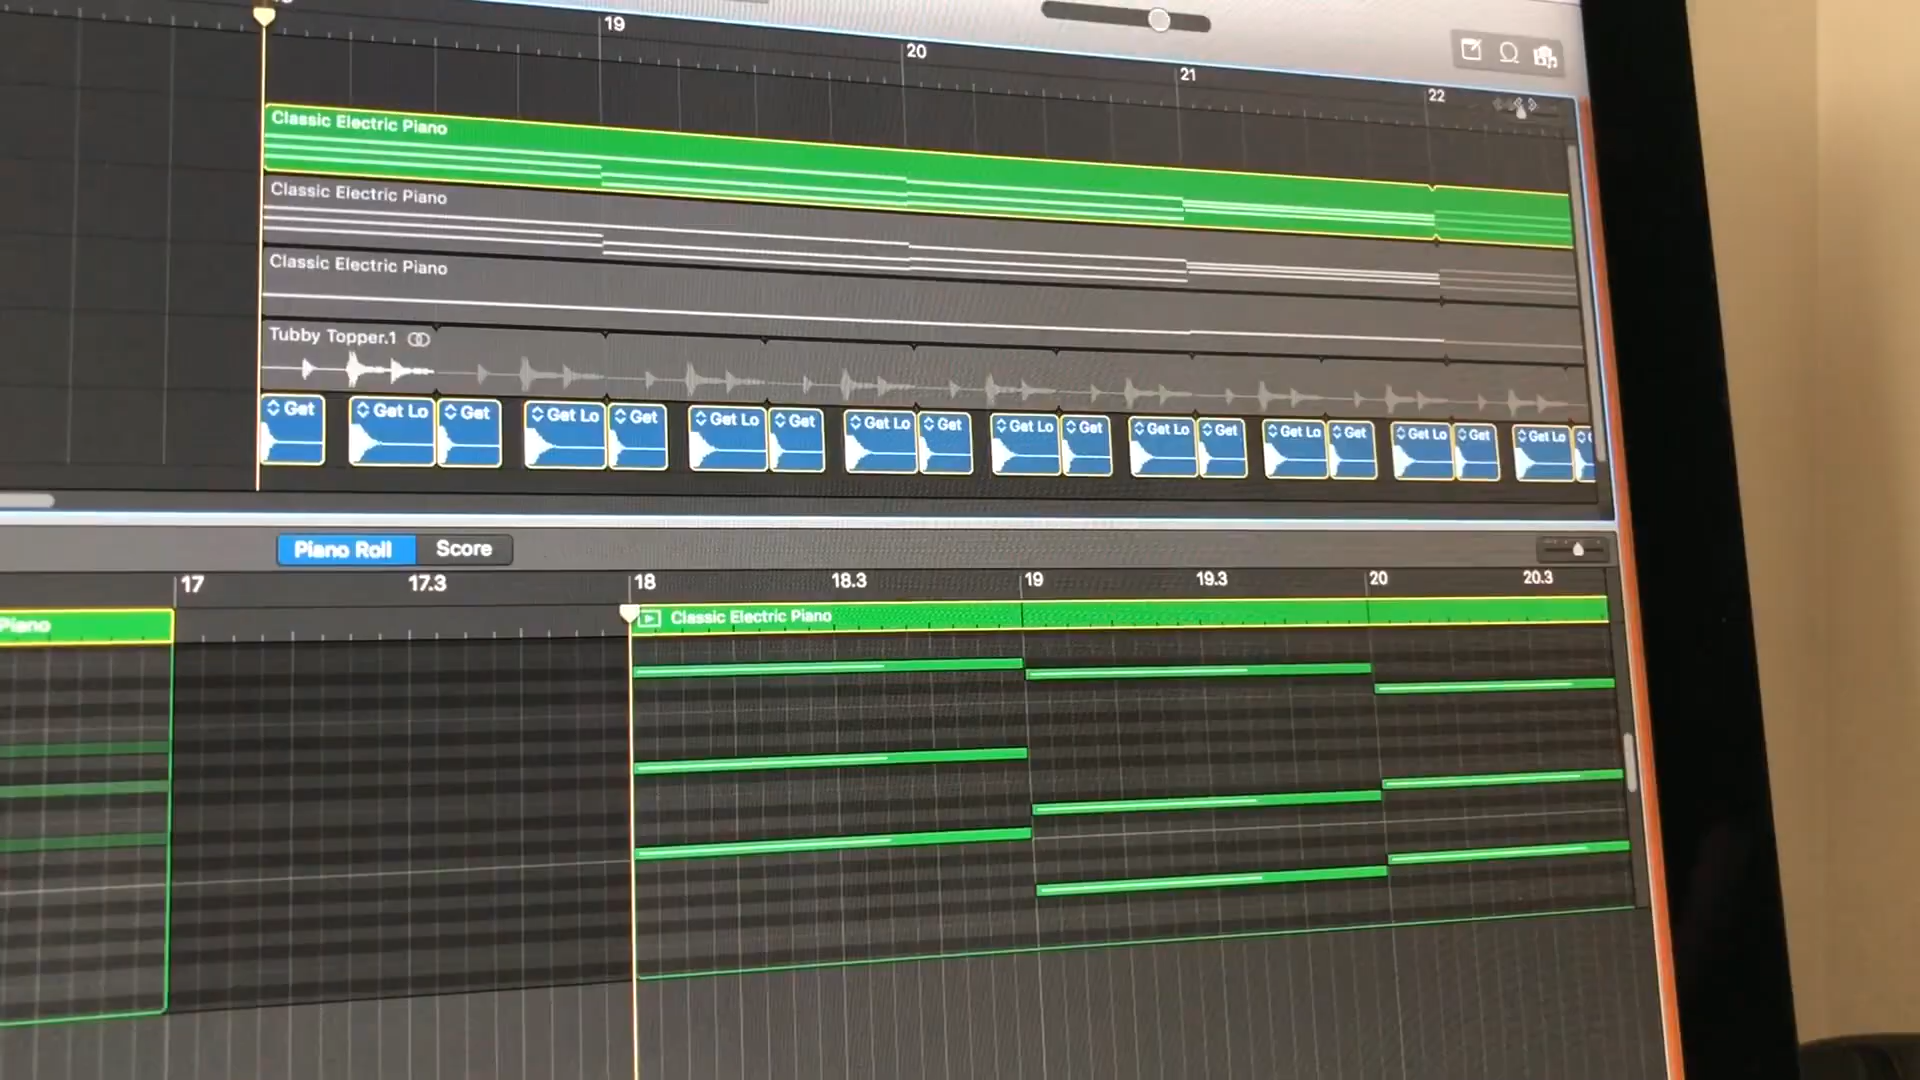 19
20
21
22
Classic Electric Piano
Classic Electric Piano
Classic Electric Piano
Tubby Topper.1
Get Get Lo Get Get Lo Get Get Lo Get Get Lo Get Get Lo Get Get Lo Get Get Lo Get Get Lo Get Get Lo
Piano Roll Score
17 17.3 18 18.3 19 19.3 20 20.3
Piano Classic Electric Piano